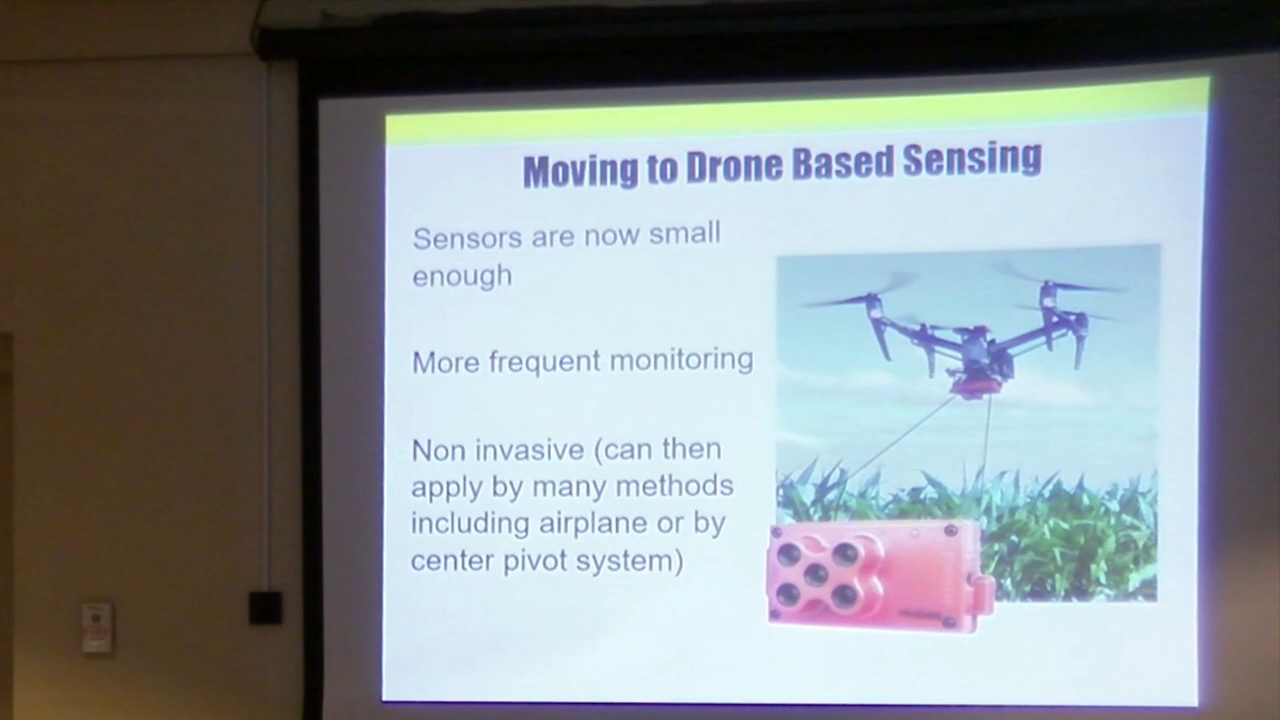 Moving to Drone Based Sensing
Sensors are now small
enough
More frequent monitoring
Non invasive (can then
apply by many methods
including airplane or by
center pivot system)